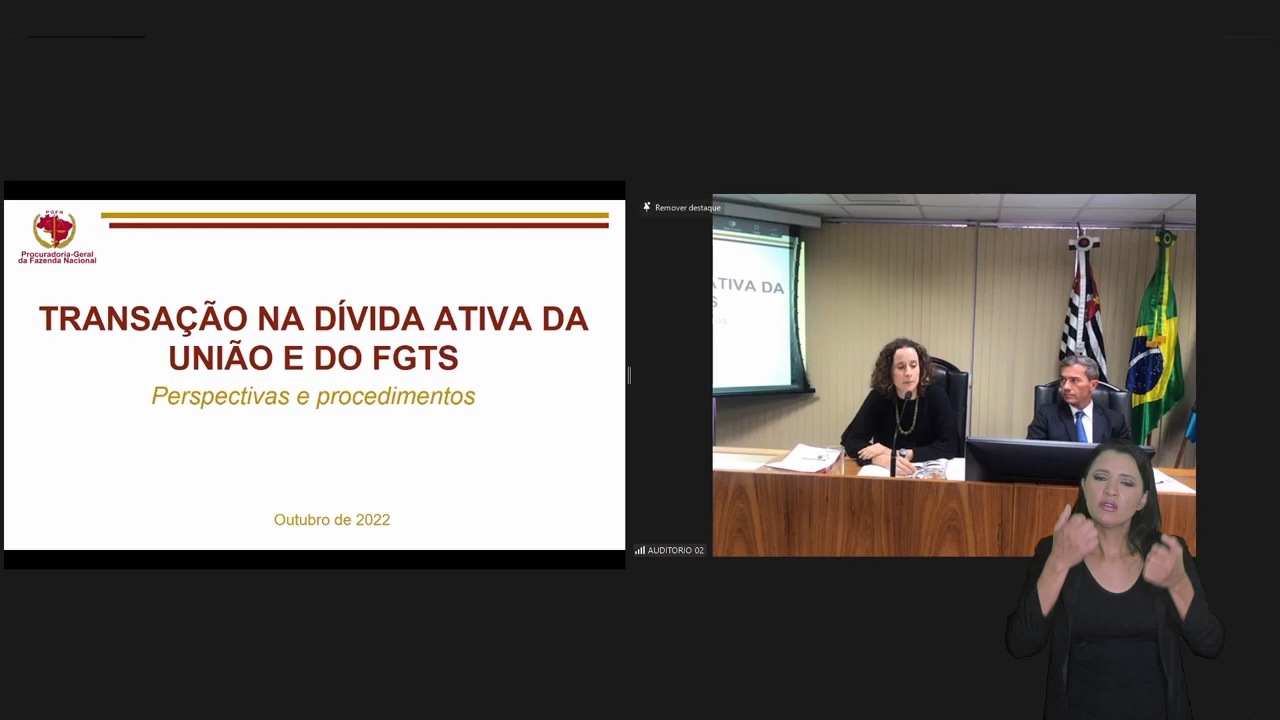 PGFN
Procuradoria-Geral
da Fazenda Nacional
TRANSAÇÃO NA DÍVIDA ATIVA DA
UNIÃO E DO FGTS
Perspectivas e procedimentos
Outubro de 2022
Remover destaque
ATIVA DA
S
os
AUDITORIO 02